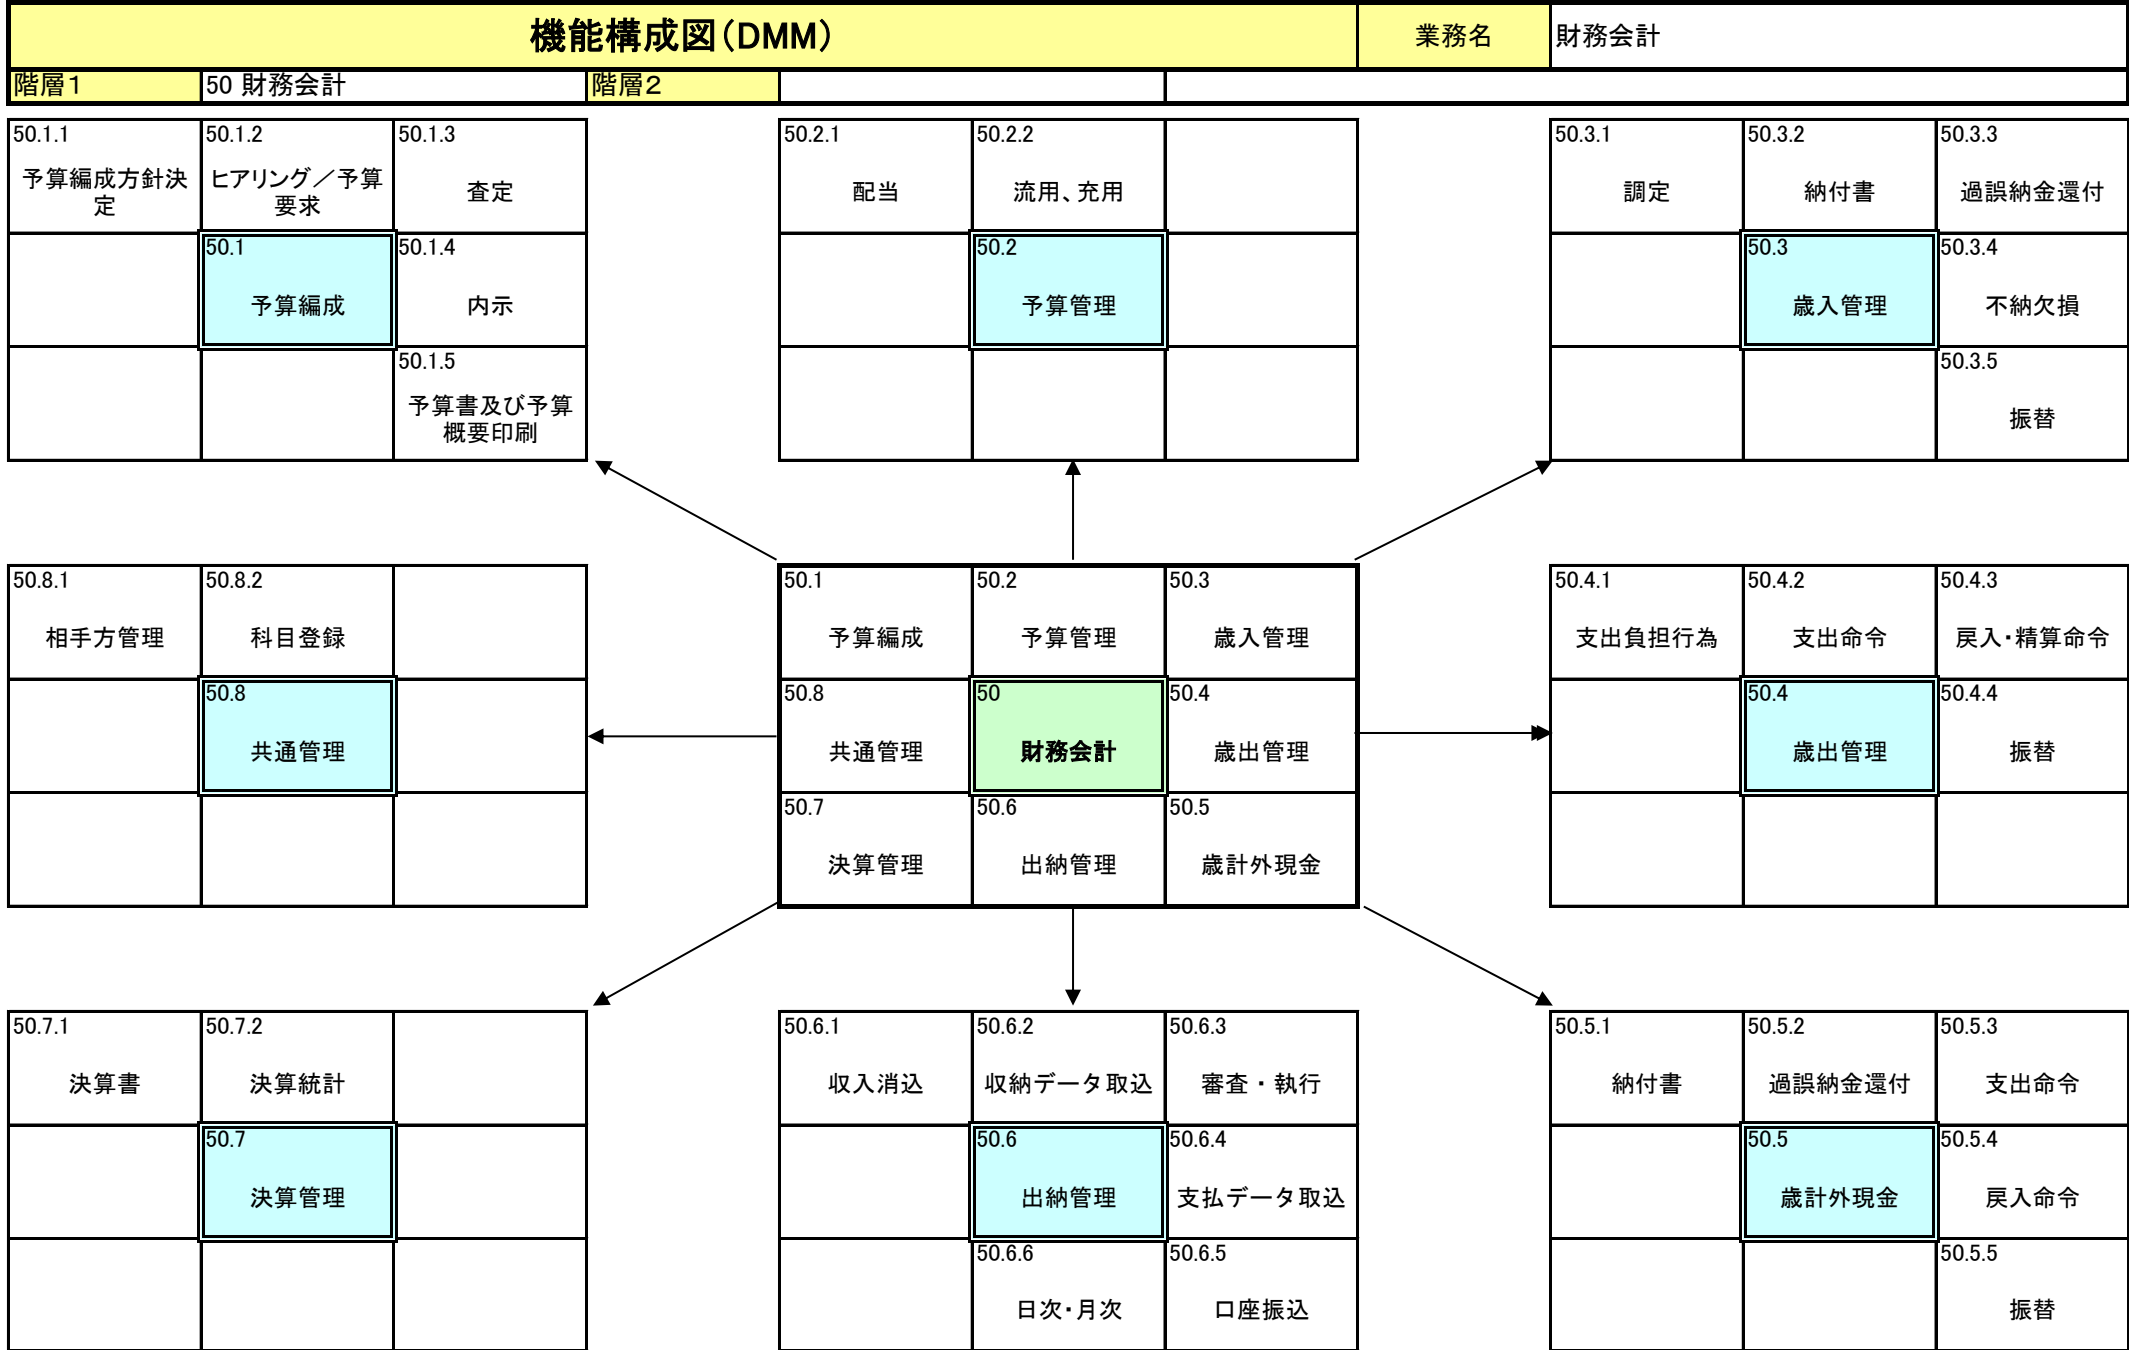 機能構成図（DMM）
業務名
財務会計
階層１
50 財務会計
階層２
50.1.1
予算編成方針決
定
50.1.2
ヒアリング／予算
要求
50.1.3
査定
50.1
予算編成
50.1.4
内示
50.1.5
予算書及び予算
概要印刷
50.2.1
配当
50.2.2
流用、充用
50.2
予算管理
50.3.1
調定
50.3.2
納付書
50.3.3
過誤納金還付
50.3
歳入管理
50.3.4
不納欠損
50.3.5
振替
50.8.1
相手方管理
50.8.2
科目登録
50.8
共通管理
50.1
予算編成
50.2
予算管理
50.3
歳入管理
50.8
共通管理
50
財務会計
50.4
歳出管理
50.7
決算管理
50.6
出納管理
50.5
歳計外現金
50.4.1
支出負担行為
50.4.2
支出命令
50.4.3
戻入・精算命令
50.4
歳出管理
50.4.4
振替
50.7.1
決算書
50.7.2
決算統計
50.7
決算管理
50.6.1
収入消込
50.6.2
収納データ取込
50.6.3
審査・執行
50.6
出納管理
50.6.4
支払データ取込
50.6.6
日次・月次
50.6.5
口座振込
50.5.1
納付書
50.5.2
過誤納金還付
50.5.3
支出命令
50.5
歳計外現金
50.5.4
戻入命令
50.5.5
振替